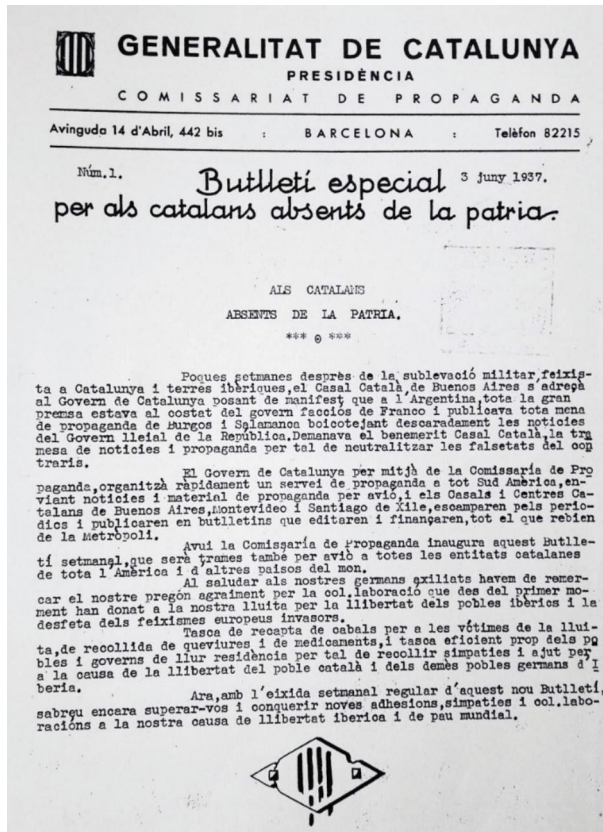 GENERALITAT DE CATALUNYA
PRESIDÈNCIA
COMISSARIAT DE PROPAGANDA
Avinguda 14 d'Abril, 442 bis : BARCELONA : Telèfon 82215
Núm.1. Butlletí especial 3 juny 1937.
per als catalans absents de la patria.
ALS CATALANS
ABSENTS DE LA PATRIA.
*** o ***
Poques setmanes desprès de la sublevació militar,feixis-
ta a Catalunya i terres ibèriques,el Casal Català de Buenos Aires s'adreçà
al Govern de Catalunya posant de manifest que a l'Argentina,tota la gran
premsa estava al costat del govern facciós de Franco i publicava tota mena
de propaganda de Burgos i Salamanca boicotejant descaradament les noticies
del Govern lleial de la República.Demanava el benemerit Casal Català,la tra
mesa de noticies i propaganda per tal de neutralitzar les falsetats del con
traris.
El Govern de Catalunya per mitjà de la Comissaria de Pro
paganda,organitzà ràpidament un servei de propaganda a tot Sud Amèrica,en-
viant noticies i material de propaganda per avió,i els Casals i Centres Ca-
talans de Buenos Aires,Montevideo i Santiago de Xile,escamparen pels perio-
dics i publicaren en butlletins que editaren i finançaren,tot el que rebien
de la Metròpoli.
Avui la Comissaria de Propaganda inaugura aquest Butlle-
tí setmanal,que serà trames també per avió a totes les entitats catalanes
de tota l'Amèrica i d'altres països del mon.
Al saludar als nostres germans exiliats havem de remer-
car el nostre pregón agraiment per la col.laboració que des del primer mo-
ment han donat a la nostra lluita per la llibertat dels pobles ibèrics i la
desfeta dels feixismes europeus invasors.
Tasca de recapta de cabals per a les vótimes de la llui-
ta,de recollida de queviures i de medicaments,i tasca eficient prop dels po
bles i governs de llur residència per tal de recollir simpaties i ajut per
a la causa de la llibertat del poble català i dels demès pobles germans d'I
beria.
Ara,amb l'eixida setmanal regular d'aquest nou Butlletí,
sabreu encara superar-vos i conquerir noves adhesions,simpaties i col.labo-
racións a la nostra causa de llibertat iberica i de pau mundial.